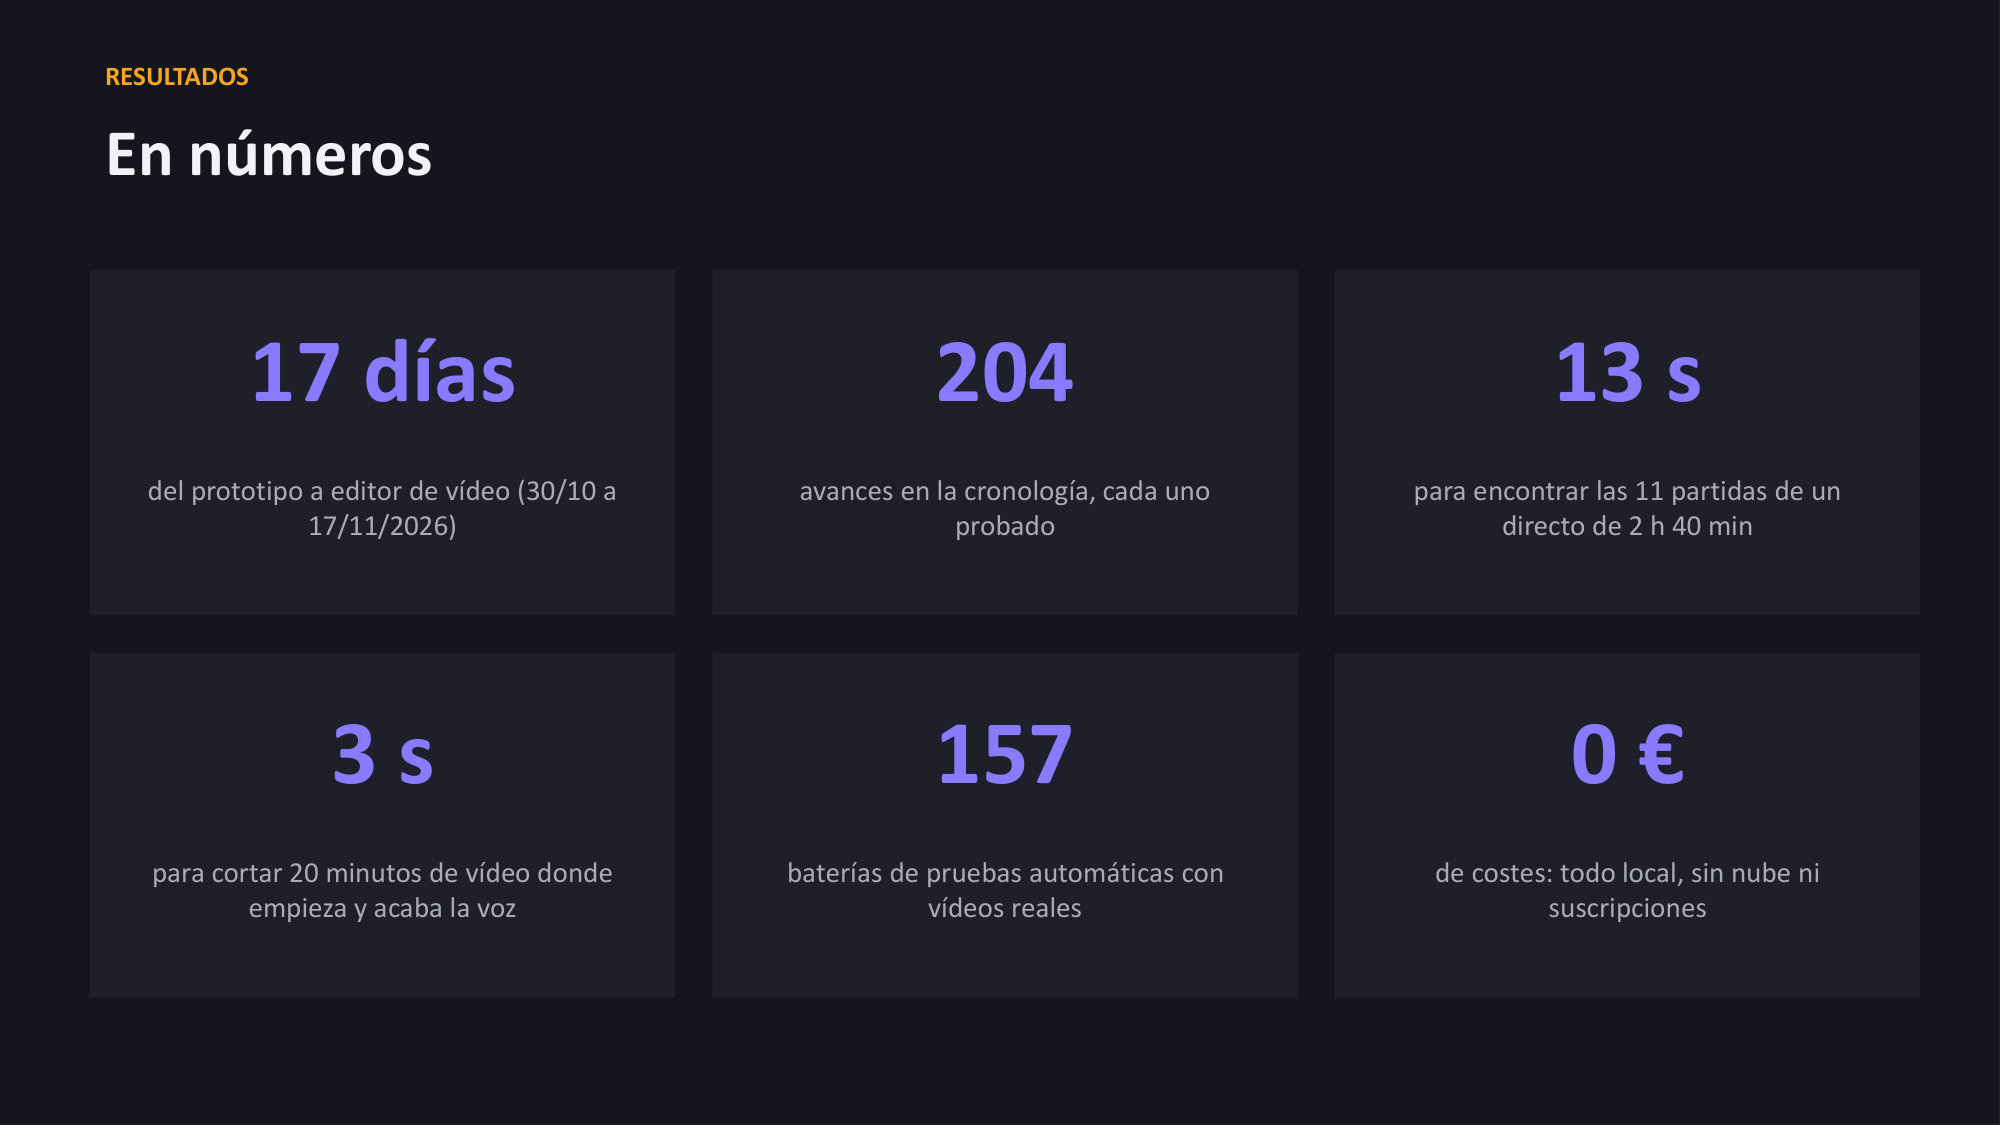 RESULTADOS
En números
17 días
del prototipo a editor de vídeo (30/10 a
17/11/2026)
204
avances en la cronología, cada uno
probado
13 s
para encontrar las 11 partidas de un
directo de 2 h 40 min
3 s
para cortar 20 minutos de vídeo donde
empieza y acaba la voz
157
baterías de pruebas automáticas con
vídeos reales
0 €
de costes: todo local, sin nube ni
suscripciones